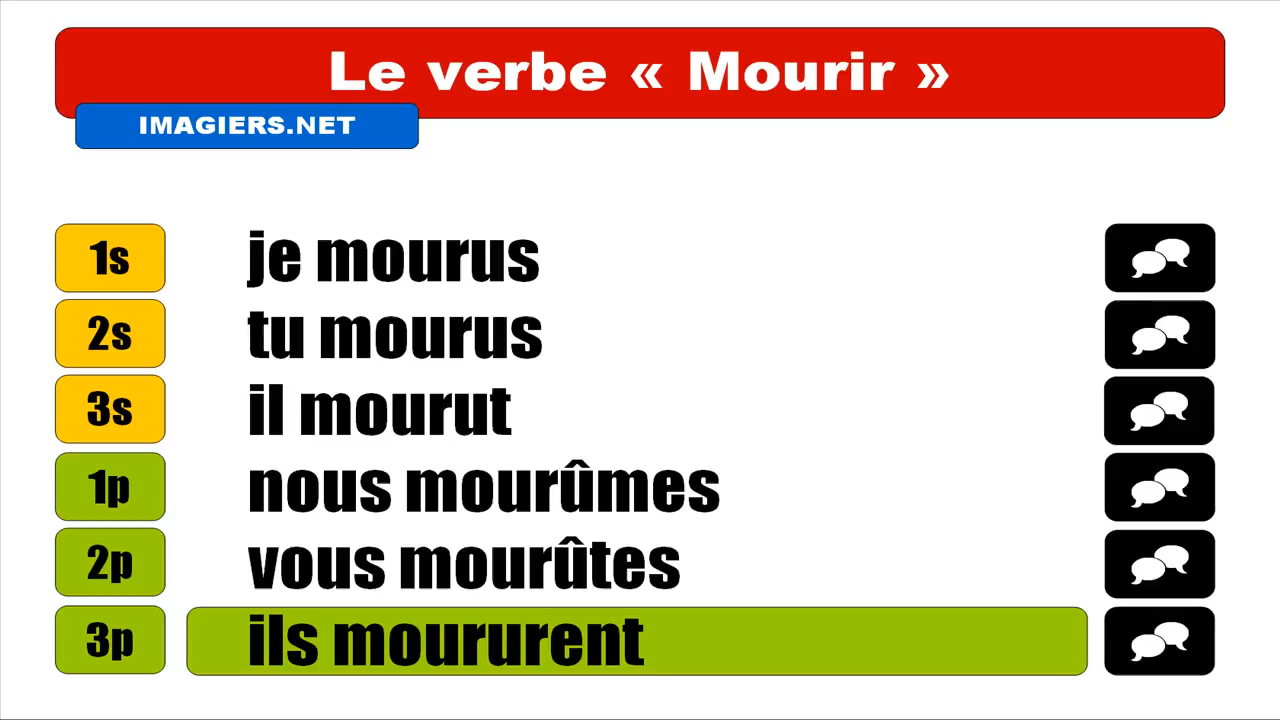 Le verbe « Mourir »
IMAGIERS.NET
1s je mourus
2s tu mourus
3s il mourut
1p nous mourûmes
2p vous mourûtes
3p ils moururent